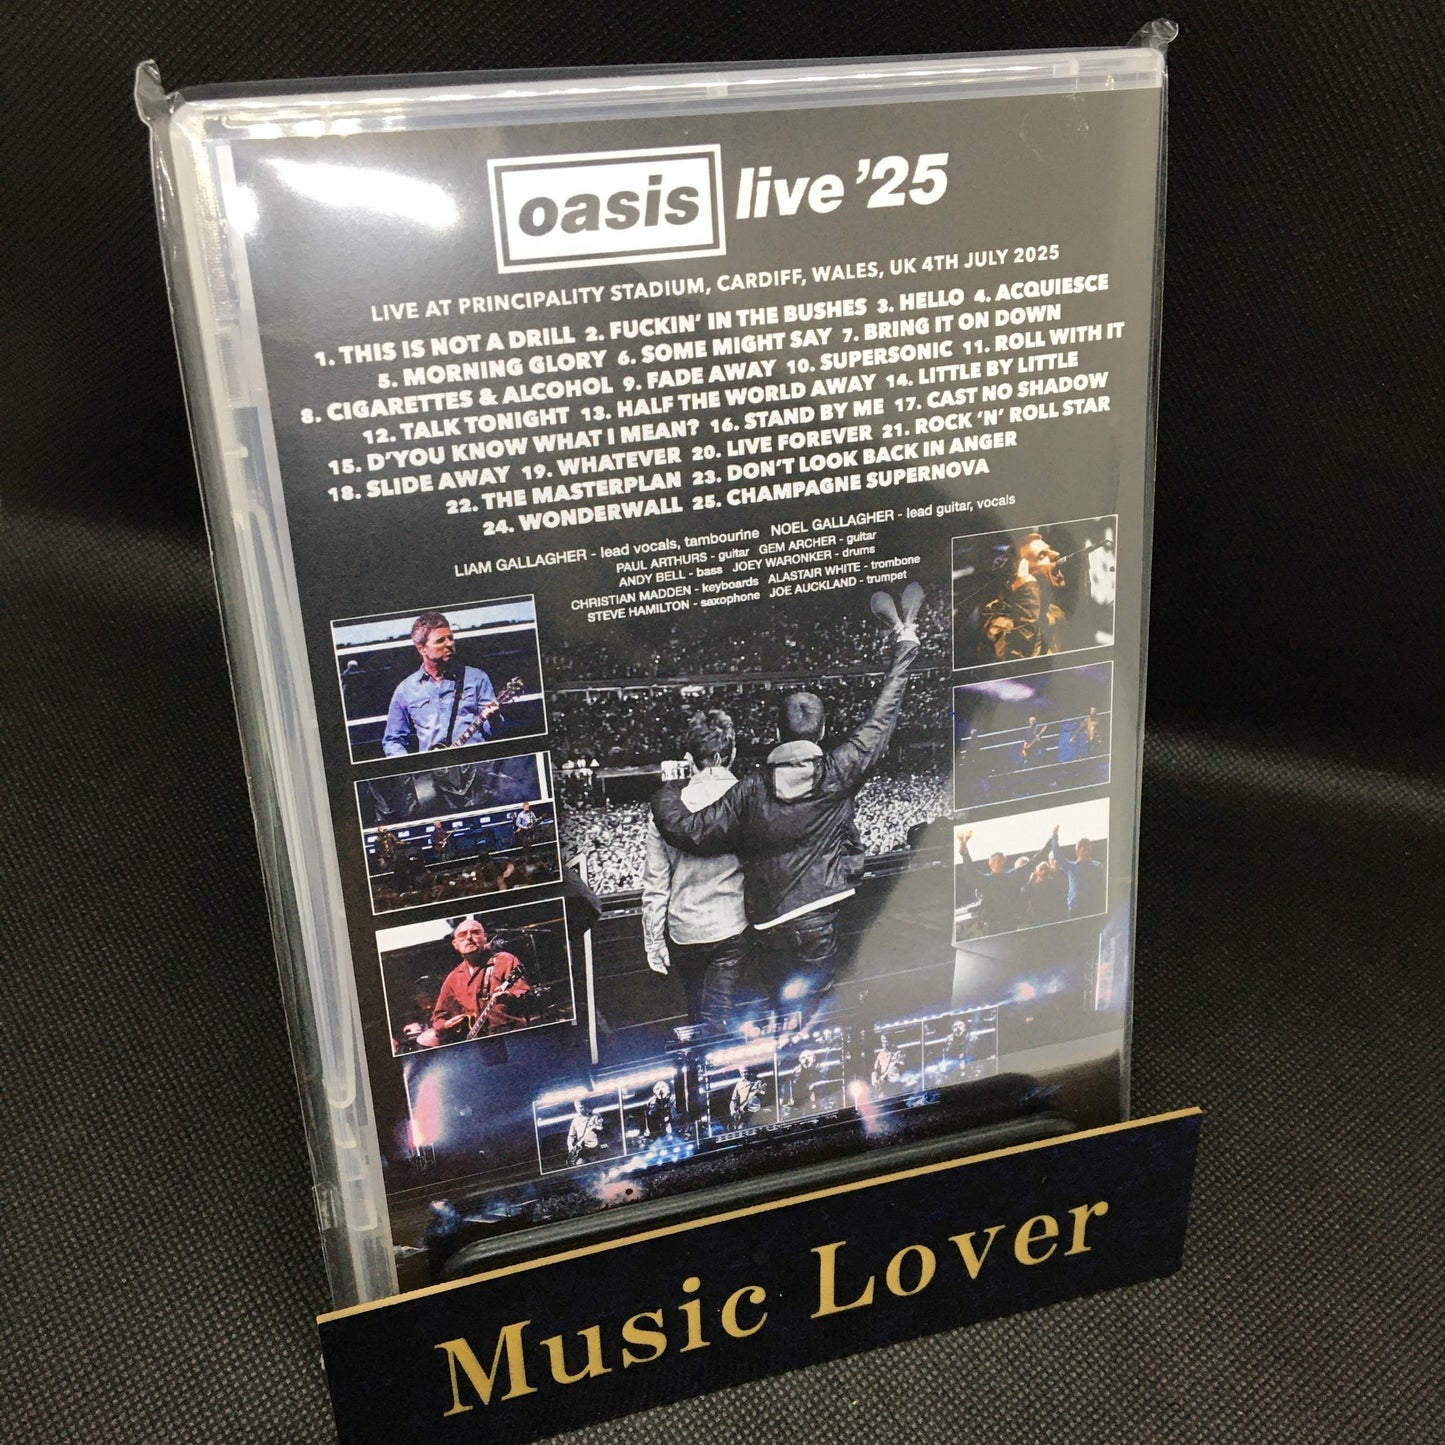 oasis live '25
LIVE AT PRINCIPALITY STADIUM, CARDIFF, WALES, UK 4TH JULY 2025
1. THIS IS NOT A DRILL 2. FUCKIN' IN THE BUSHES 3. HELLO 4. ACQUIESCE
5. MORNING GLORY 6. SOME MIGHT SAY 7. BRING IT ON DOWN
8. CIGARETTES & ALCOHOL 9. FADE AWAY 10. SUPERSONIC 11. ROLL WITH IT
12. TALK TONIGHT 13. HALF THE WORLD AWAY 14. LITTLE BY LITTLE
15. D'YOU KNOW WHAT I MEAN? 16. STAND BY ME 17. CAST NO SHADOW
18. SLIDE AWAY 19. WHATEVER 20. LIVE FOREVER 21. ROCK 'N' ROLL STAR
22. THE MASTERPLAN 23. DON'T LOOK BACK IN ANGER
24. WONDERWALL 25. CHAMPAGNE SUPERNOVA
LIAM GALLAGHER - lead vocals, tambourine NOEL GALLAGHER - lead guitar, vocals
PAUL ARTHURS - guitar GEM ARCHER - guitar
ANDY BELL - bass JOEY WARONKER - drums
CHRISTIAN MADDEN - keyboards ALASTAIR WHITE - trombone
STEVE HAMILTON - saxophone JOE AUCKLAND - trumpet
oasis
Music Lover